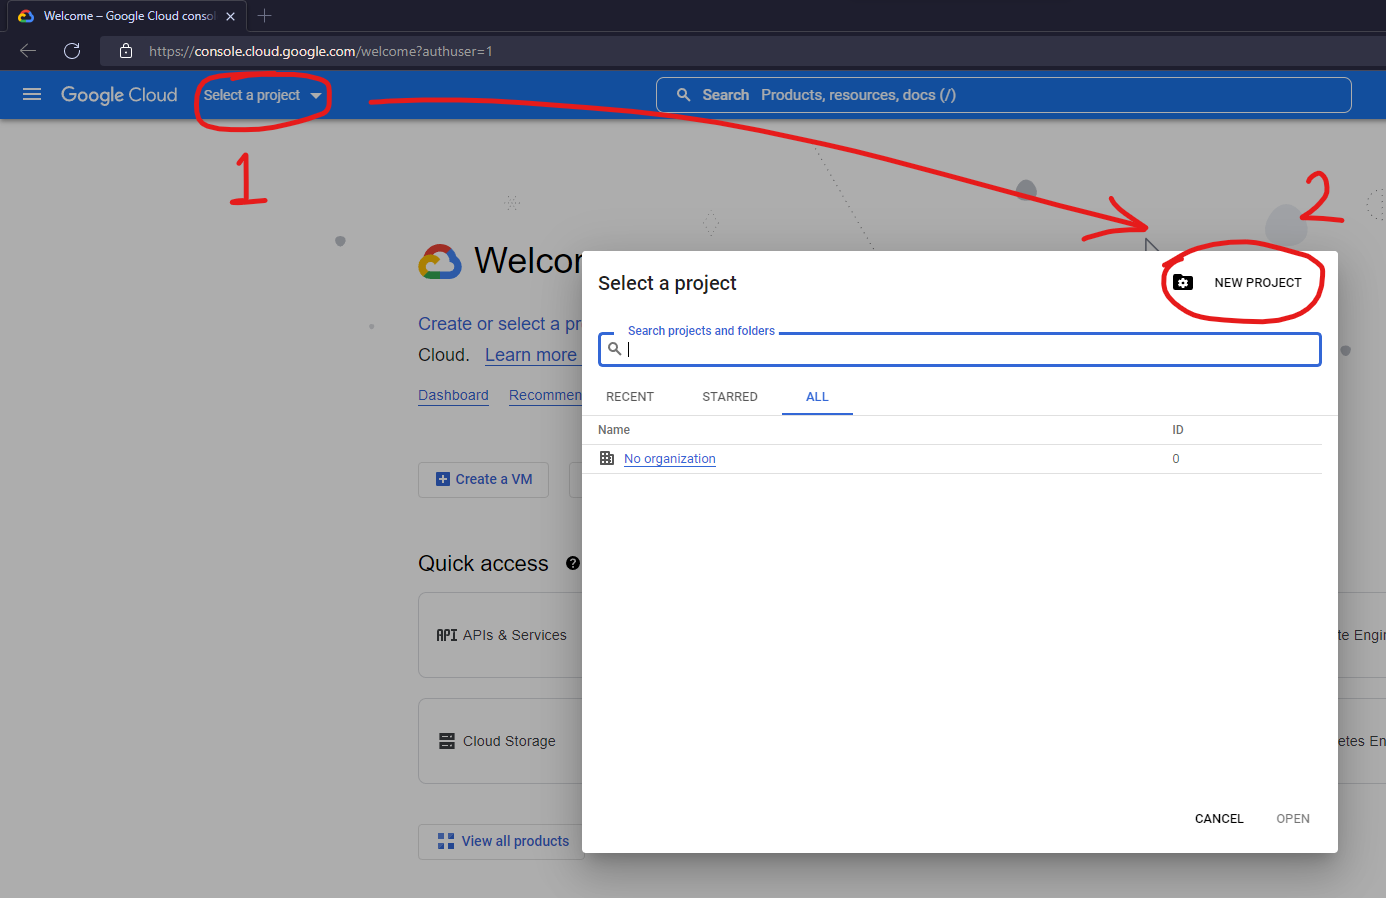 Welcome – Google Cloud consol
https://console.cloud.google.com/welcome?authuser=1
Google Cloud Select a project Search Products, resources, docs (/)
1
2
Welcom
Select a project NEW PROJECT
Create or select a pr
Search projects and folders
Cloud. Learn more
Dashboard Recommen
RECENT STARRED ALL
Name ID
No organization 0
Create a VM
Quick access ?
API APIs & Services te Engin
Cloud Storage etes En
CANCEL OPEN
View all products